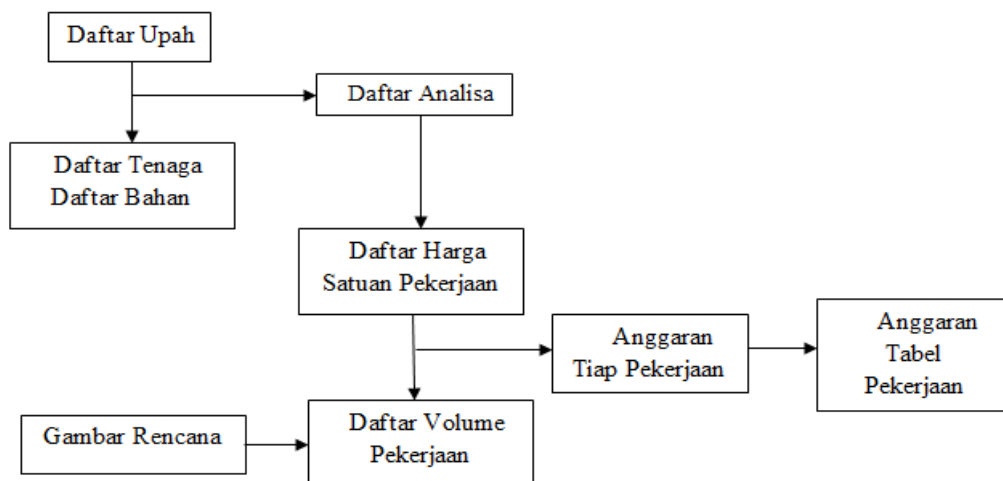 Daftar Upah
Daftar Analisa
Daftar Tenaga
Daftar Bahan
Daftar Harga
Satuan Pekerjaan
Anggaran
Tiap Pekerjaan
Anggaran
Tabel
Pekerjaan
Gambar Rencana
Daftar Volume
Pekerjaan